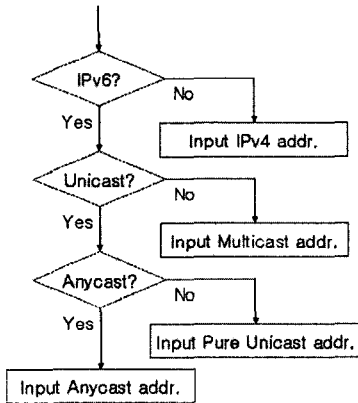 IPv6?
No
Yes
Input IPv4 addr.
Unicast?
No
Yes
Input Multicast addr.
Anycast?
No
Yes
Input Pure Unicast addr.
Input Anycast addr.